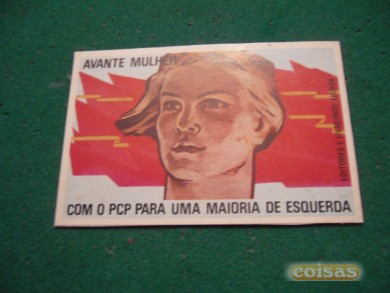 AVANTE MULHER
COM O PCP PARA UMA MAIORIA DE ESQUERDA
coisas